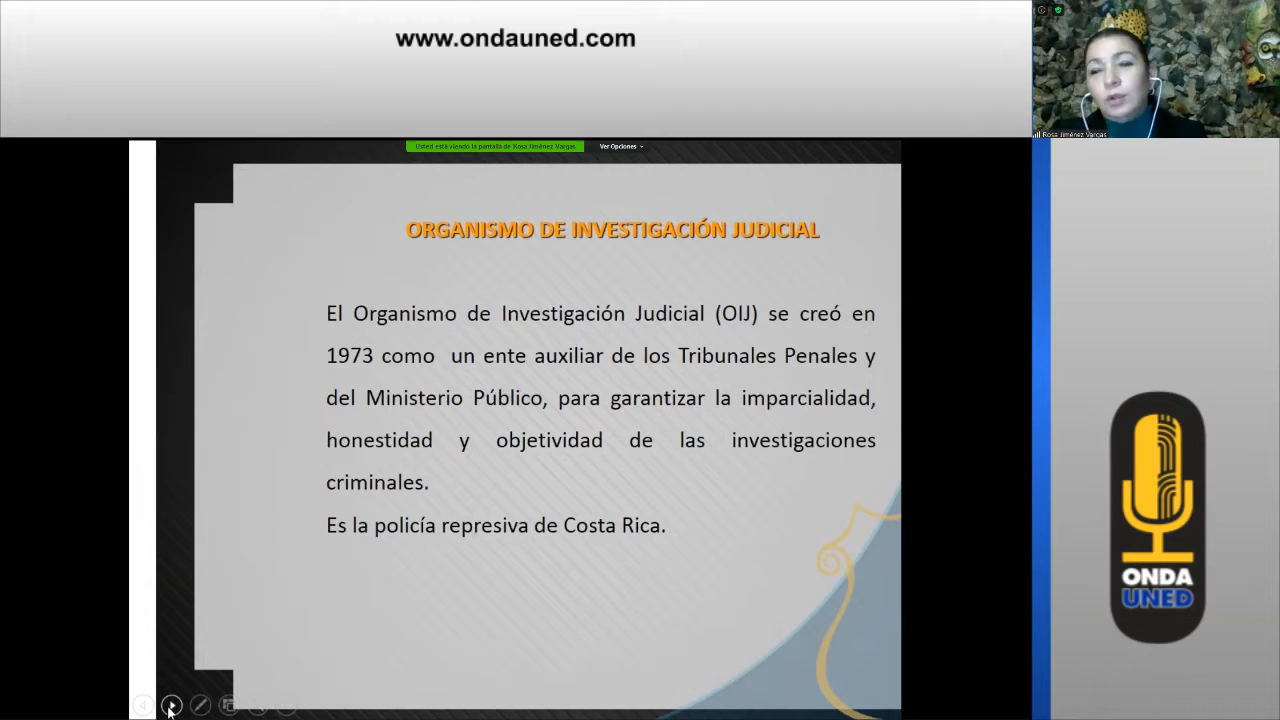 www.ondauned.com
Rosa Jiménez Vargas
Usted está viendo la pantalla de Rosa Jiménez Vargas
Ver Opciones
ORGANISMO DE INVESTIGACIÓN JUDICIAL
El Organismo de Investigación Judicial (OIJ) se creó en
1973 como un ente auxiliar de los Tribunales Penales y
del Ministerio Público, para garantizar la imparcialidad,
honestidad y objetividad de las investigaciones
criminales.
Es la policía represiva de Costa Rica.
ONDA
UNED